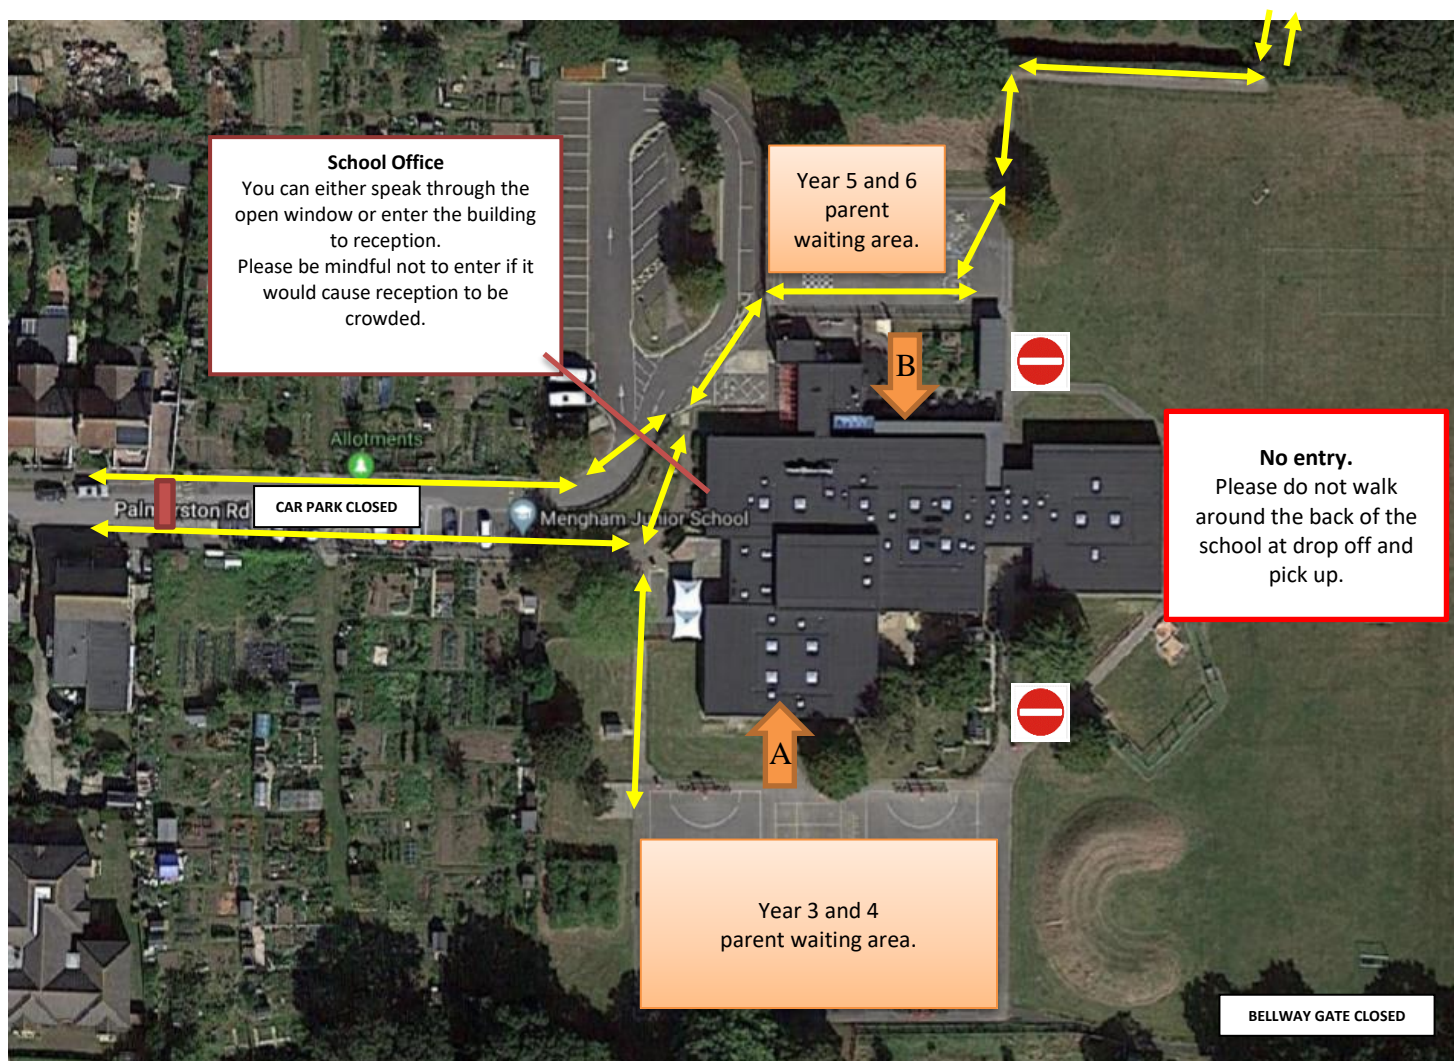 School Office
You can either speak through the
open window or enter the building
to reception.
Please be mindful not to enter if it
would cause reception to be
crowded.
Year 5 and 6
parent
waiting area.
B
Allotments
No entry.
Please do not walk
around the back of the
school at drop off and
pick up.
CAR PARK CLOSED
Palmerston Rd
Mengham Junior School
A
Year 3 and 4
parent waiting area.
BELLWAY GATE CLOSED